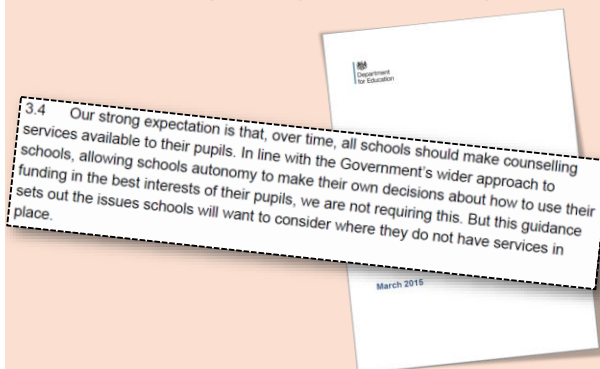 Department
for Education
3.4 Our strong expectation is that, over time, all schools should make counselling
services available to their pupils. In line with the Government's wider approach to
schools, allowing schools autonomy to make their own decisions about how to use their
funding in the best interests of their pupils, we are not requiring this. But this guidance
sets out the issues schools will want to consider where they do not have services in
place.
March 2015